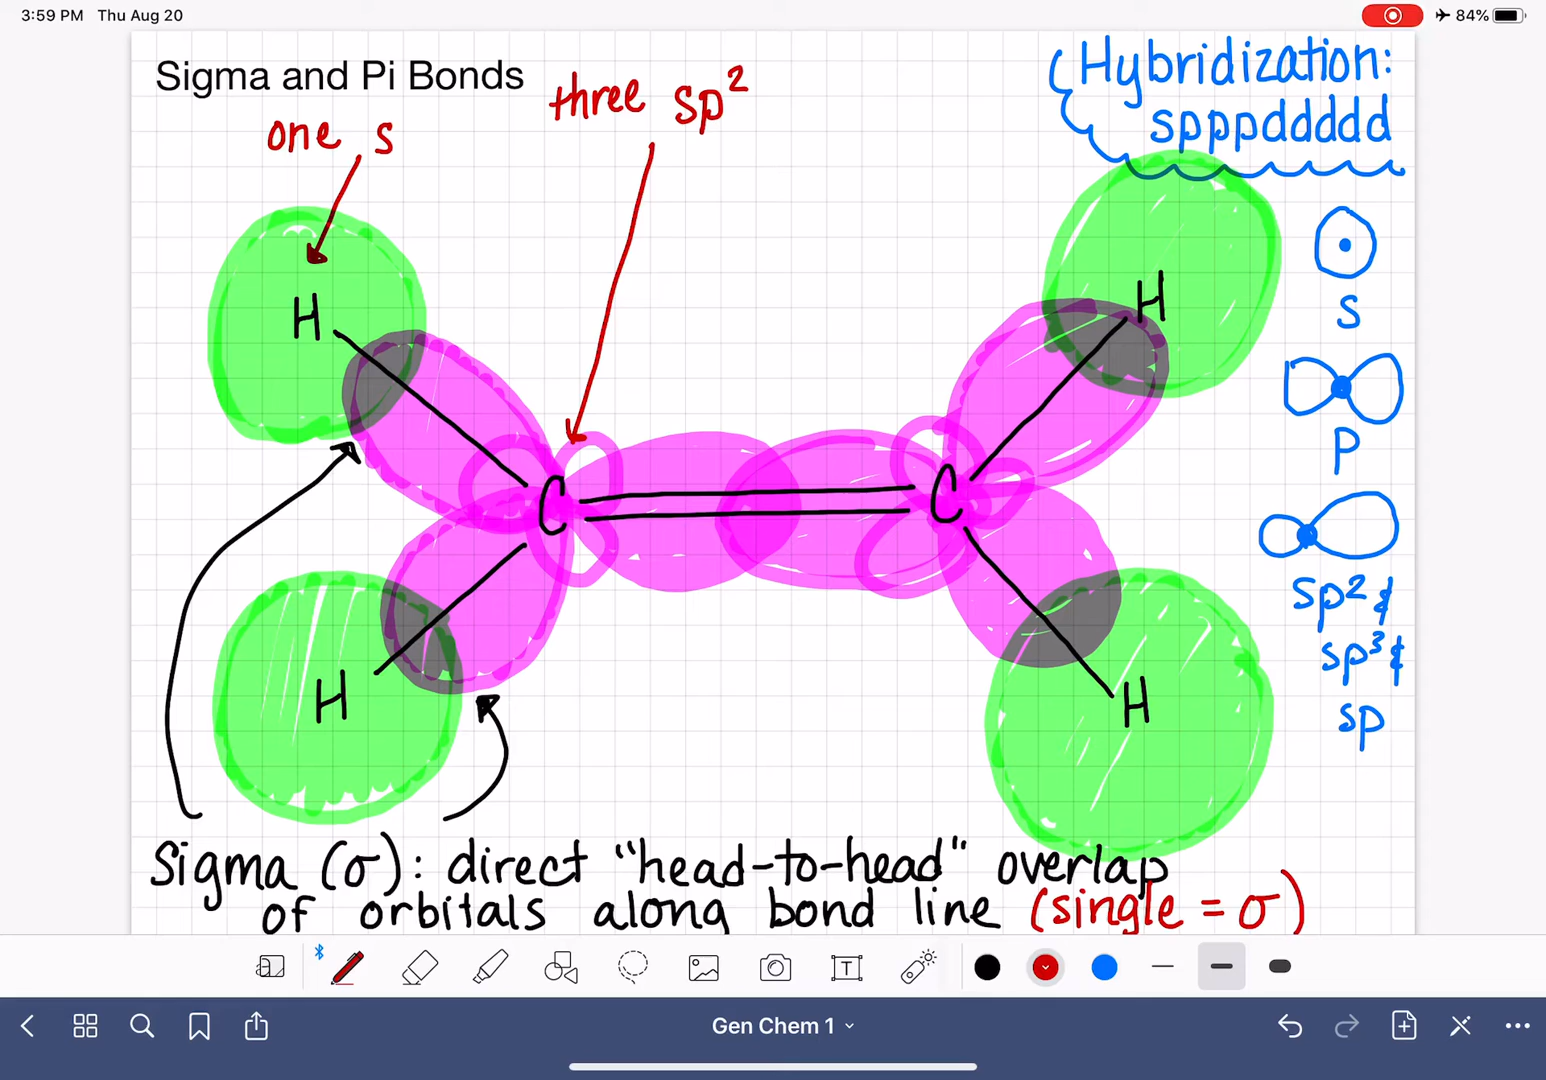 3:59 PM Thu Aug 20
84%
Sigma and Pi Bonds
one s
three sp²
Hybridization:
spppddddd
H
H
C
C
H
H
s
p
sp² &
sp³ &
sp
Sigma (σ): direct "head-to-head" overlap
of orbitals along bond line (single = σ)
T
Gen Chem 1